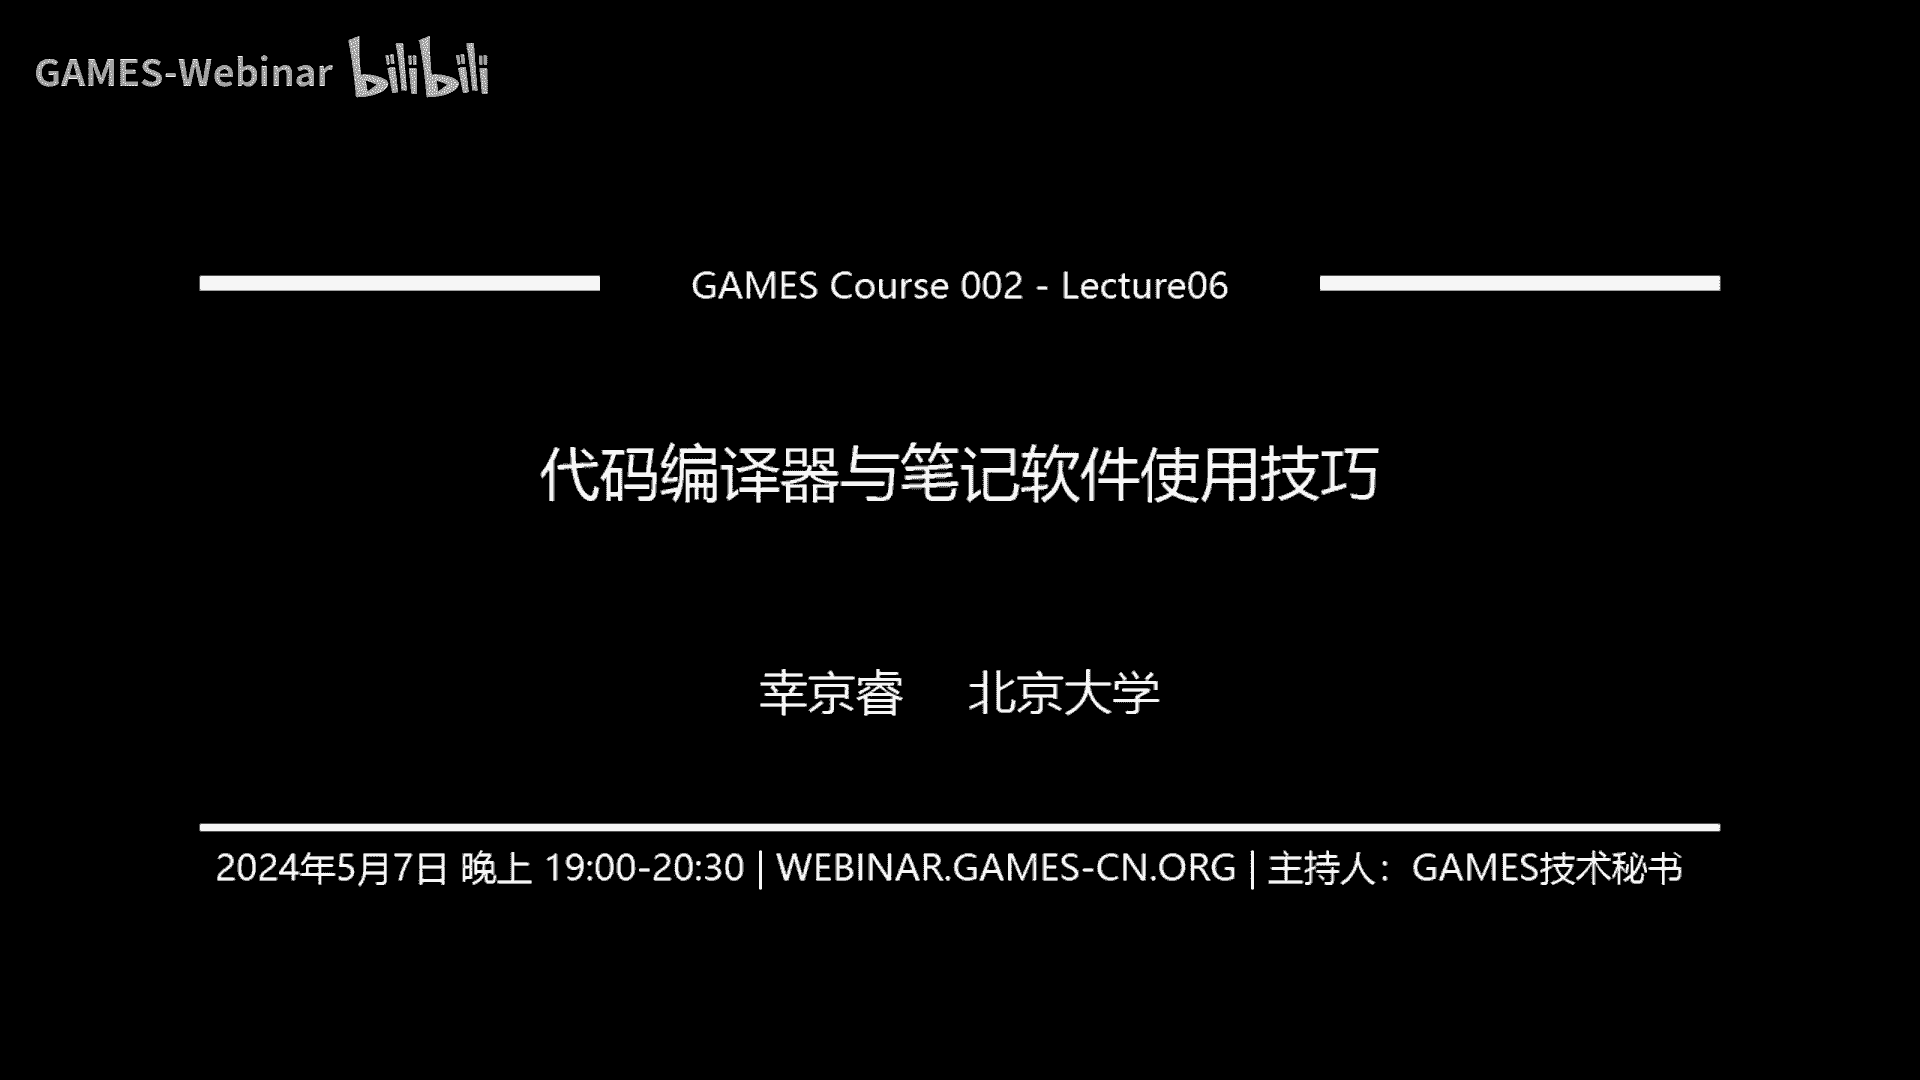 GAMES-Webinar bilibili
GAMES Course 002 - Lecture06
代码编译器与笔记软件使用技巧
幸京睿 北京大学
2024年5月7日 晚上 19:00-20:30 | WEBINAR.GAMES-CN.ORG | 主持人：GAMES技术秘书